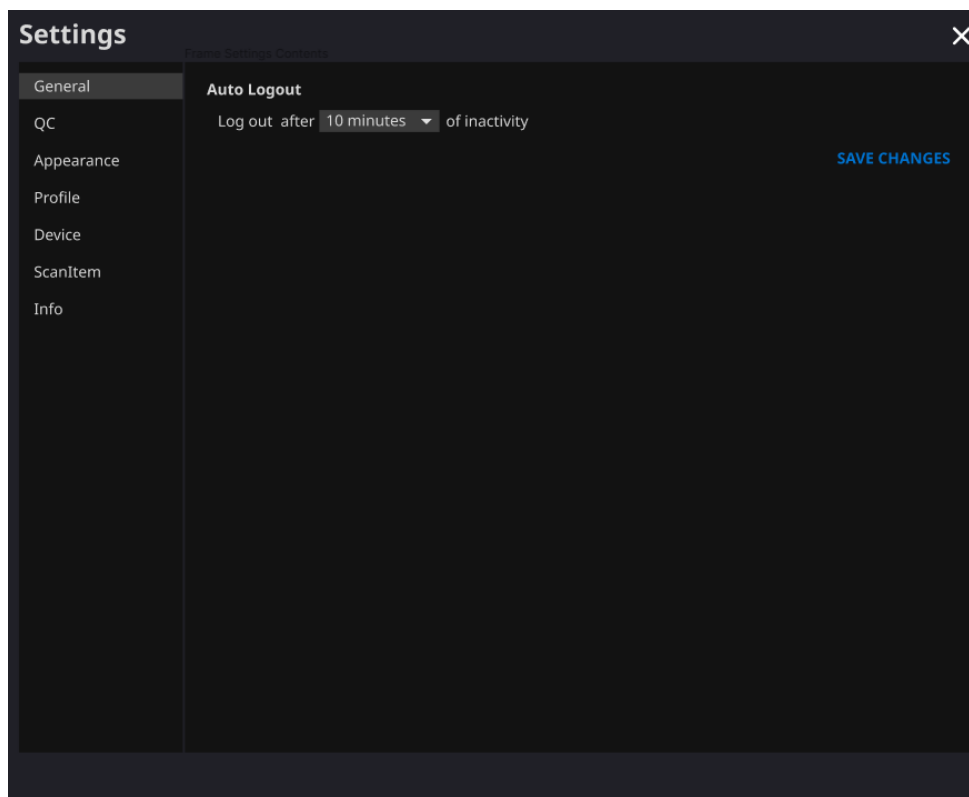 Settings
Frame Settings Contents
General
QC
Appearance
Profile
Device
ScanItem
Info
Auto Logout
Log out after 10 minutes of inactivity
SAVE CHANGES